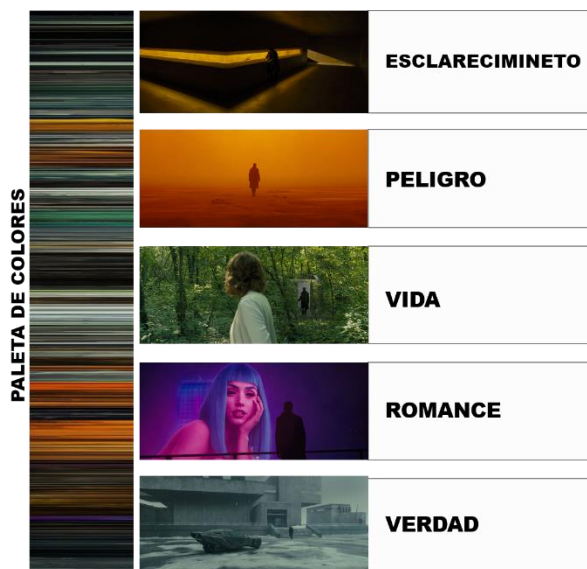 PALETA DE COLORES
ESCLARECIMINETO
PELIGRO
VIDA
ROMANCE
VERDAD